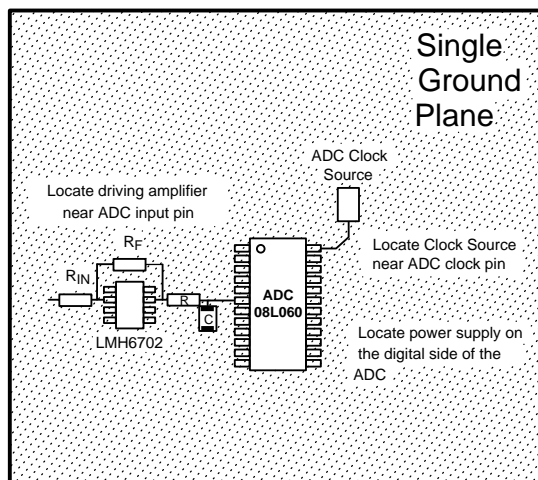 Single
Ground
Plane
ADC Clock
Source
Locate driving amplifier
near ADC input pin
RF
RIN
R
C
LMH6702
ADC
08L060
Locate Clock Source
near ADC clock pin
Locate power supply on
the digital side of the
ADC